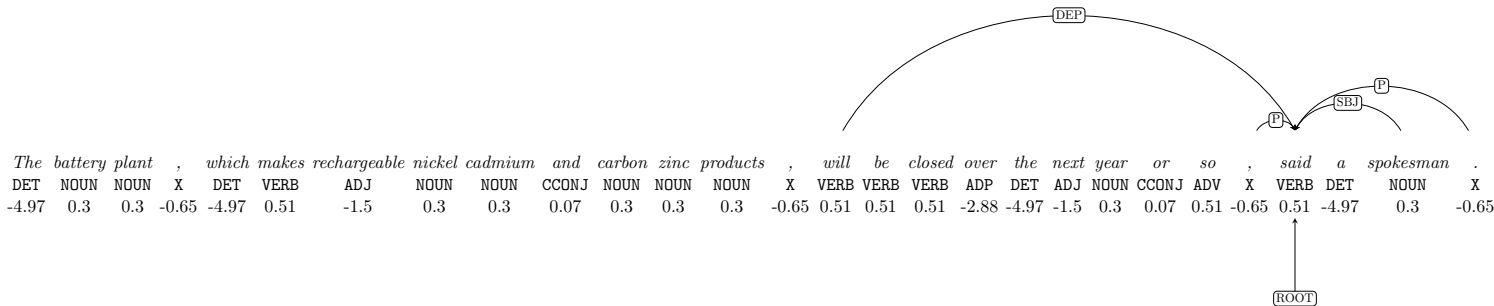 DEP
P
SBJ
P
The battery plant , which makes rechargeable nickel cadmium and carbon zinc products , will be closed over the next year or so , said a spokesman .
DET NOUN NOUN X DET VERB ADJ NOUN NOUN CCONJ NOUN NOUN NOUN X VERB VERB VERB ADP DET ADJ NOUN CCONJ ADV X VERB DET NOUN X
-4.97 0.3 0.3 -0.65 -4.97 0.51 -1.5 0.3 0.3 0.07 0.3 0.3 0.3 -0.65 0.51 0.51 0.51 -2.88 -4.97 -1.5 0.3 0.07 0.51 -0.65 0.51 -4.97 0.3 -0.65
ROOT